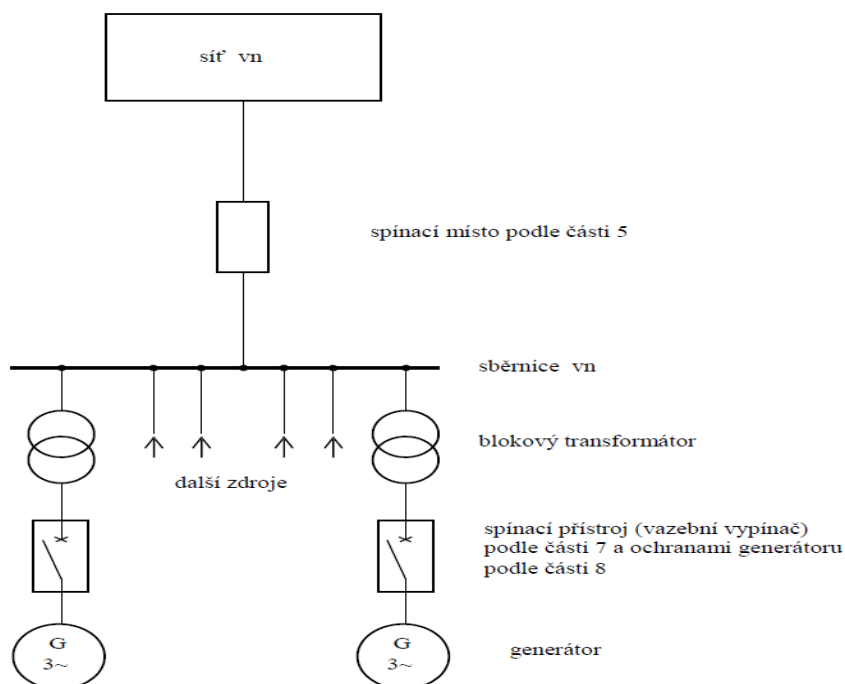 síť vn
spínací místo podle části 5
sběrnice vn
blokový transformátor
další zdroje
spínací přístroj (vazební vypínač)
podle části 7 a ochranami generátoru
podle části 8
G
3~
G
3~
generátor